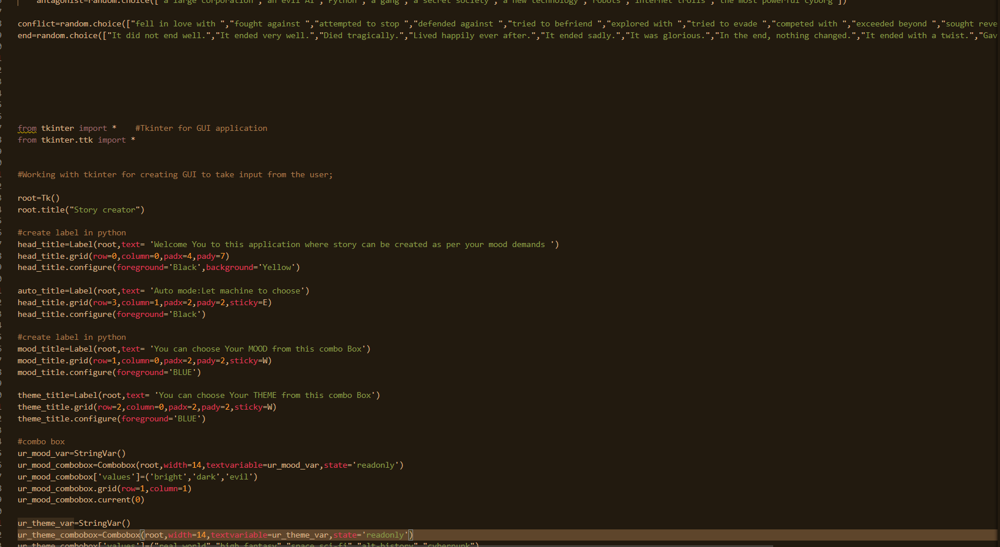 antagonist=random.choice(["a large corporation","an evil AI","Python","a gang","a secret society","a new technology","robots","internet trolls","the most powerful cyborg"])
conflict=random.choice(["fell in love with ","fought against ","attempted to stop ","defended against ","tried to befriend ","explored with ","tried to evade ","competed with ","exceeded beyond ","sought reve
end=random.choice(["It did not end well.","It ended very well.","Died tragically.","Lived happily ever after.","It ended sadly.","It was glorious.","In the end, nothing changed.","It ended with a twist.","Gav
from tkinter import *    #Tkinter for GUI application
from tkinter.ttk import *
#Working with tkinter for creating GUI to take input from the user;
root=Tk()
root.title("Story creator")
#create label in python
head_title=Label(root,text= 'Welcome You to this application where story can be created as per your mood demands ')
head_title.grid(row=0,column=0,padx=4,pady=7)
head_title.configure(foreground='Black',background='Yellow')
auto_title=Label(root,text= 'Auto mode:Let machine to choose')
head_title.grid(row=3,column=1,padx=2,pady=2,sticky=E)
head_title.configure(foreground='Black')
#create label in python
mood_title=Label(root,text= 'You can choose Your MOOD from this combo Box')
mood_title.grid(row=1,column=0,padx=2,pady=2,sticky=W)
mood_title.configure(foreground='BLUE')
theme_title=Label(root,text= 'You can choose Your THEME from this combo Box')
theme_title.grid(row=2,column=0,padx=2,pady=2,sticky=W)
theme_title.configure(foreground='BLUE')
#combo box
ur_mood_var=StringVar()
ur_mood_combobox=Combobox(root,width=14,textvariable=ur_mood_var,state='readonly')
ur_mood_combobox['values']=('bright','dark','evil')
ur_mood_combobox.grid(row=1,column=1)
ur_mood_combobox.current(0)
ur_theme_var=StringVar()
ur_theme_combobox=Combobox(root,width=14,textvariable=ur_theme_var,state='readonly')
ur_theme_combobox['values']=("real world","high fantasy","space sci-fi","alt-history","cyberpunk")